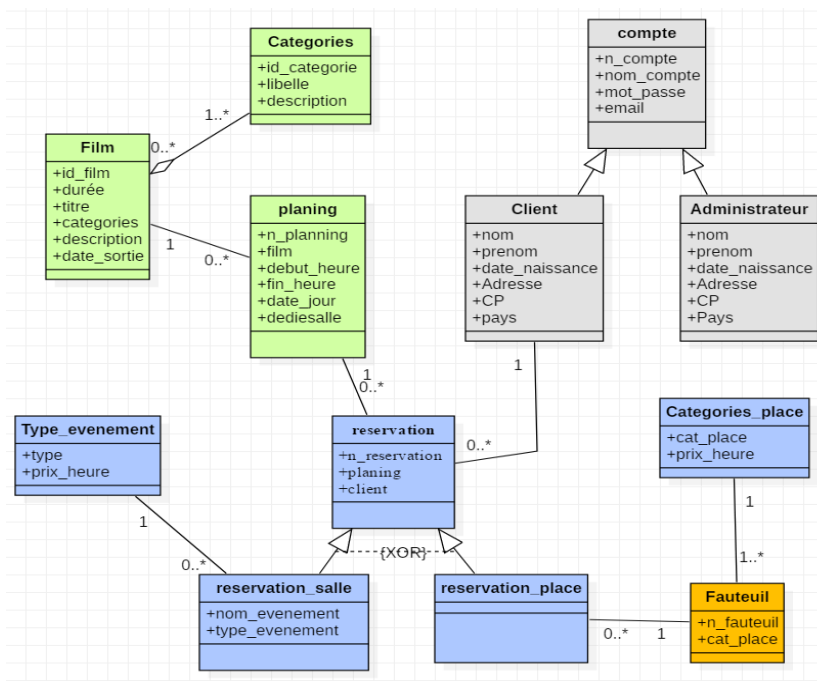 Categories
+id_categorie
+libelle
+description
compte
+n_compte
+nom_compte
+mot_passe
+email
1..*
0..*
Film
+id_film
+durée
+titre
+categories
+description
+date_sortie
1
0..*
planing
+n_planning
+film
+debut_heure
+fin_heure
+date_jour
+dediesalle
Client
+nom
+prenom
+date_naissance
+Adresse
+CP
+pays
Administrateur
+nom
+prenom
+date_naissance
+Adresse
+CP
+Pays
1
0..*
1
0..*
Type_evenement
+type
+prix_heure
reservation
+n_reservation
+planing
+client
Categories_place
+cat_place
+prix_heure
1
0..*
{XOR}
1
1..*
reservation_salle
+nom_evenement
+type_evenement
reservation_place
0..*
1
Fauteuil
+n_fauteuil
+cat_place